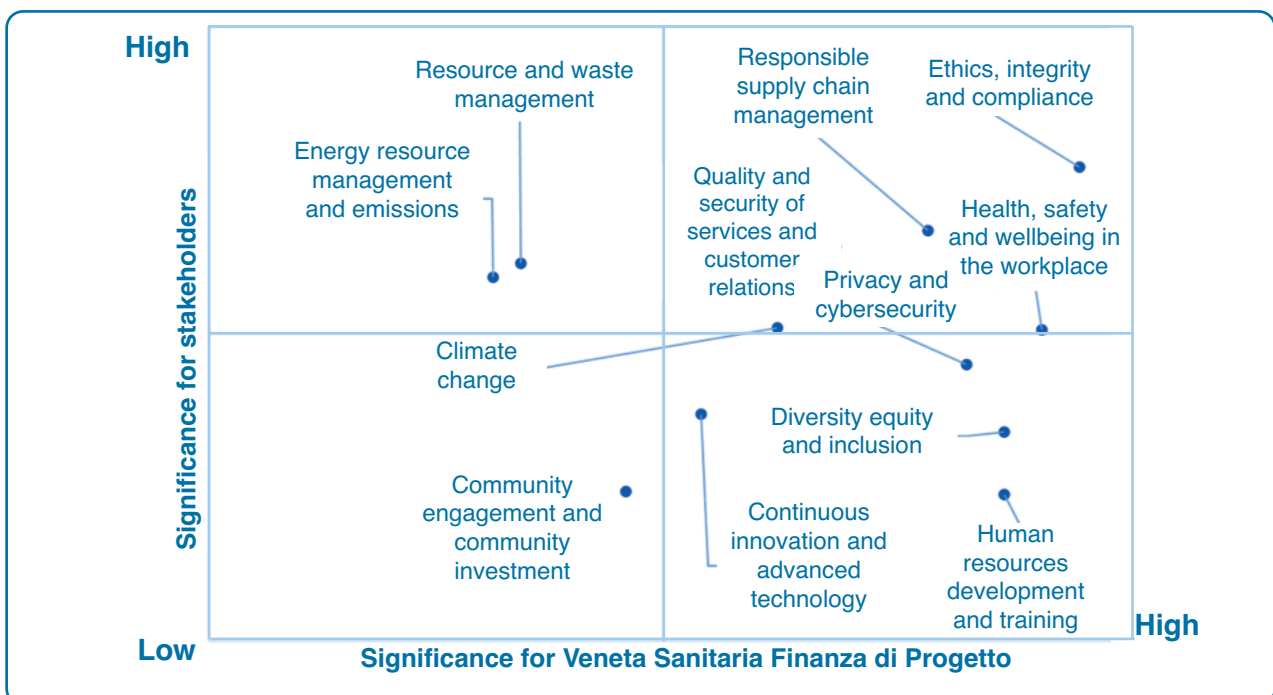 High
Resource and waste
management
Energy resource
management
and emissions
Responsible
supply chain
management
Ethics, integrity
and compliance
Quality and
security of
services and
customer
relations
Health, safety
and wellbeing in
the workplace
Privacy and
cybersecurity
Significance for stakeholders
Climate
change
Diversity equity
and inclusion
Community
engagement and
community
investment
Continuous
innovation and
advanced
technology
Human
resources
development
and training
Low
Significance for Veneta Sanitaria Finanza di Progetto
High